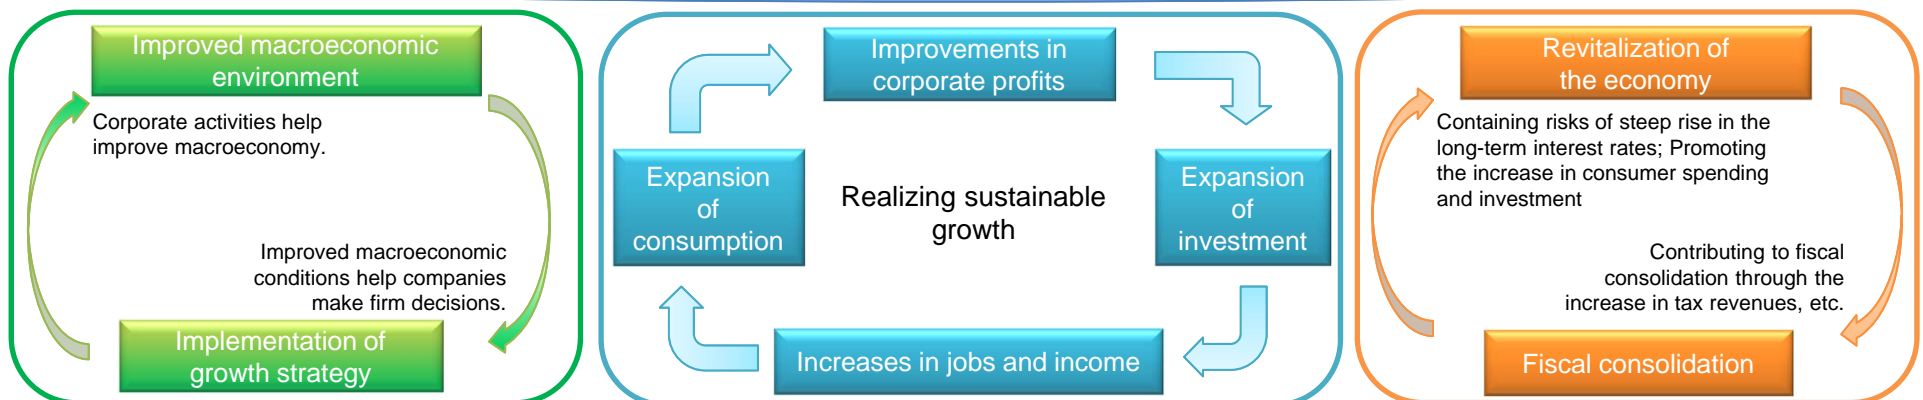 Improved macroeconomic
environment
Corporate activities help
improve macroeconomy.
Improved macroeconomic
conditions help companies
make firm decisions.
Implementation of
growth strategy
Improvements in
corporate profits
Expansion
of
consumption
Realizing sustainable
growth
Expansion
of
investment
Increases in jobs and income
Revitalization of
the economy
Containing risks of steep rise in the
long-term interest rates; Promoting
the increase in consumer spending
and investment
Contributing to fiscal
consolidation through the
increase in tax revenues, etc.
Fiscal consolidation